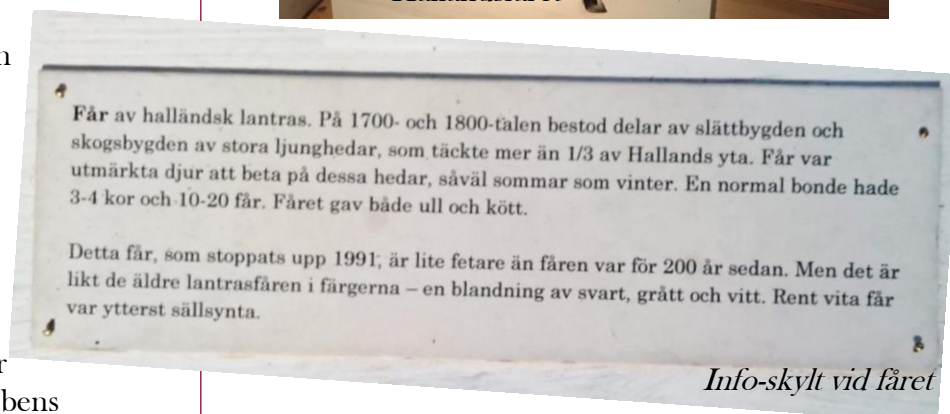 Får av halländsk lantras. På 1700- och 1800-talen bestod delar av slättbygden och
skogsbygden av stora ljunghedar, som täckte mer än 1/3 av Hallands yta. Får var
utmärkta djur att beta på dessa hedar, såväl sommar som vinter. En normal bonde hade
3-4 kor och 10-20 får. Fåret gav både ull och kött.
Detta får, som stoppats upp 1991, är lite fetare än fåren var för 200 år sedan. Men det är
likt de äldre lantrasfåren i färgerna – en blandning av svart, grått och vitt. Rent vita får
var ytterst sällsynta.
Info-skylt vid fåret
bens